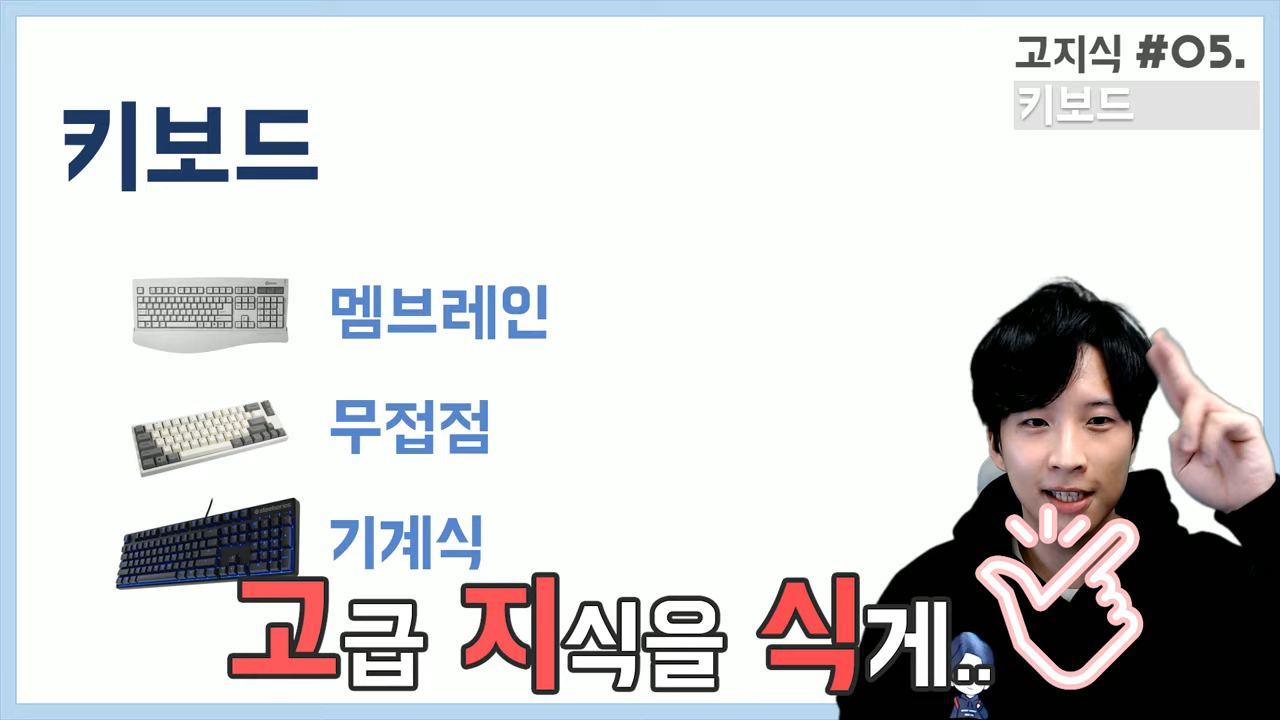 고지식 #05.
키보드
키보드
멤브레인
무접점
기계식
steelseries
고급 지식을 식게..